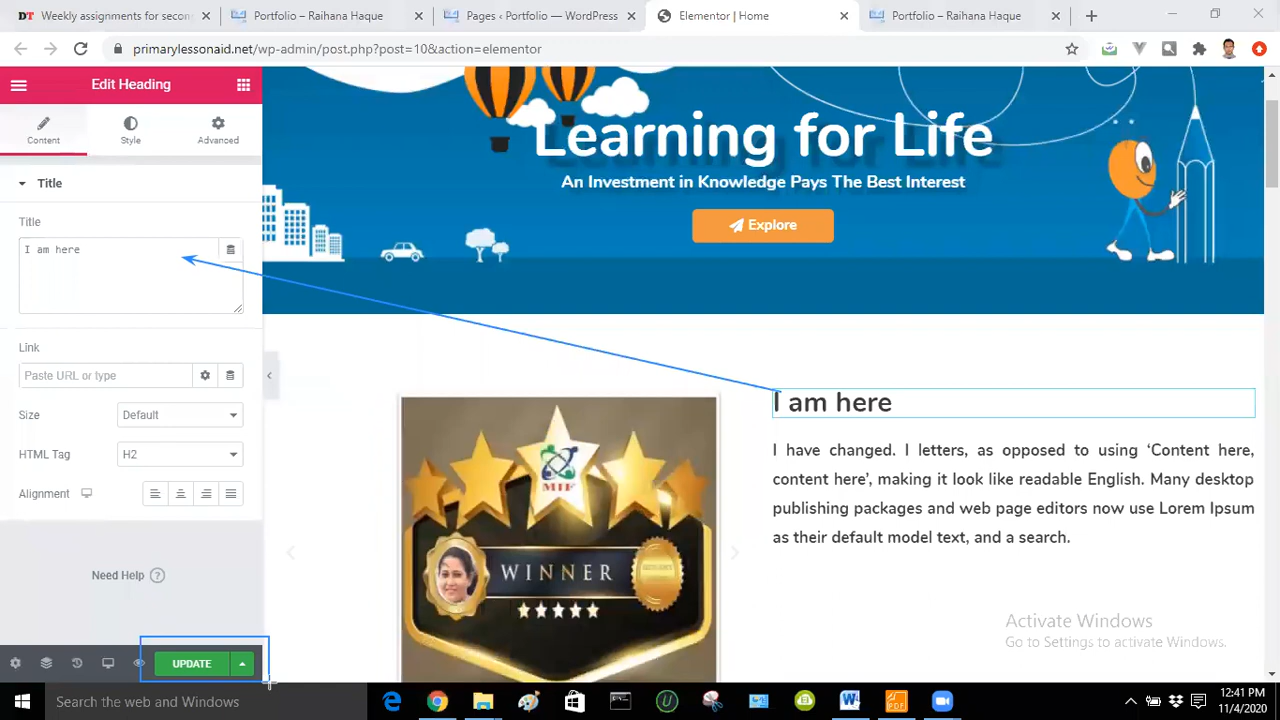 Weekly assignments for secon
Portfolio – Raihana Haque
Pages ‹ Portfolio — WordPress
Elementor | Home
Portfolio – Raihana Haque
primarylessonaid.net/wp-admin/post.php?post=10&action=elementor
Edit Heading
Content
Style
Advanced
Title
Title
I am here
Link
Paste URL or type
Size
Default
HTML Tag
H2
Alignment
Need Help
UPDATE
Learning for Life
An Investment in Knowledge Pays The Best Interest
Explore
MIF
WINNER
I am here
I have changed. I letters, as opposed to using ‘Content here,
content here’, making it look like readable English. Many desktop
publishing packages and web page editors now use Lorem Ipsum
as their default model text, and a search.
Activate Windows
Go to Settings to activate Windows.
Search the web and Windows
12:41 PM
11/4/2020